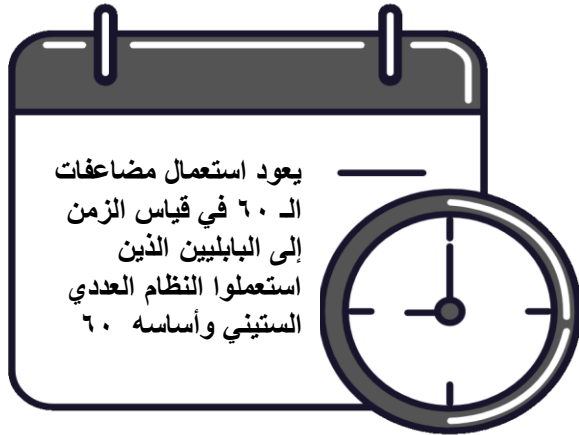 يعود استعمال مضاعفات
الـ ٦٠ في قياس الزمن
إلى البابليين الذين
استعملوا النظام العددي
الستيني وأساسه ٦٠